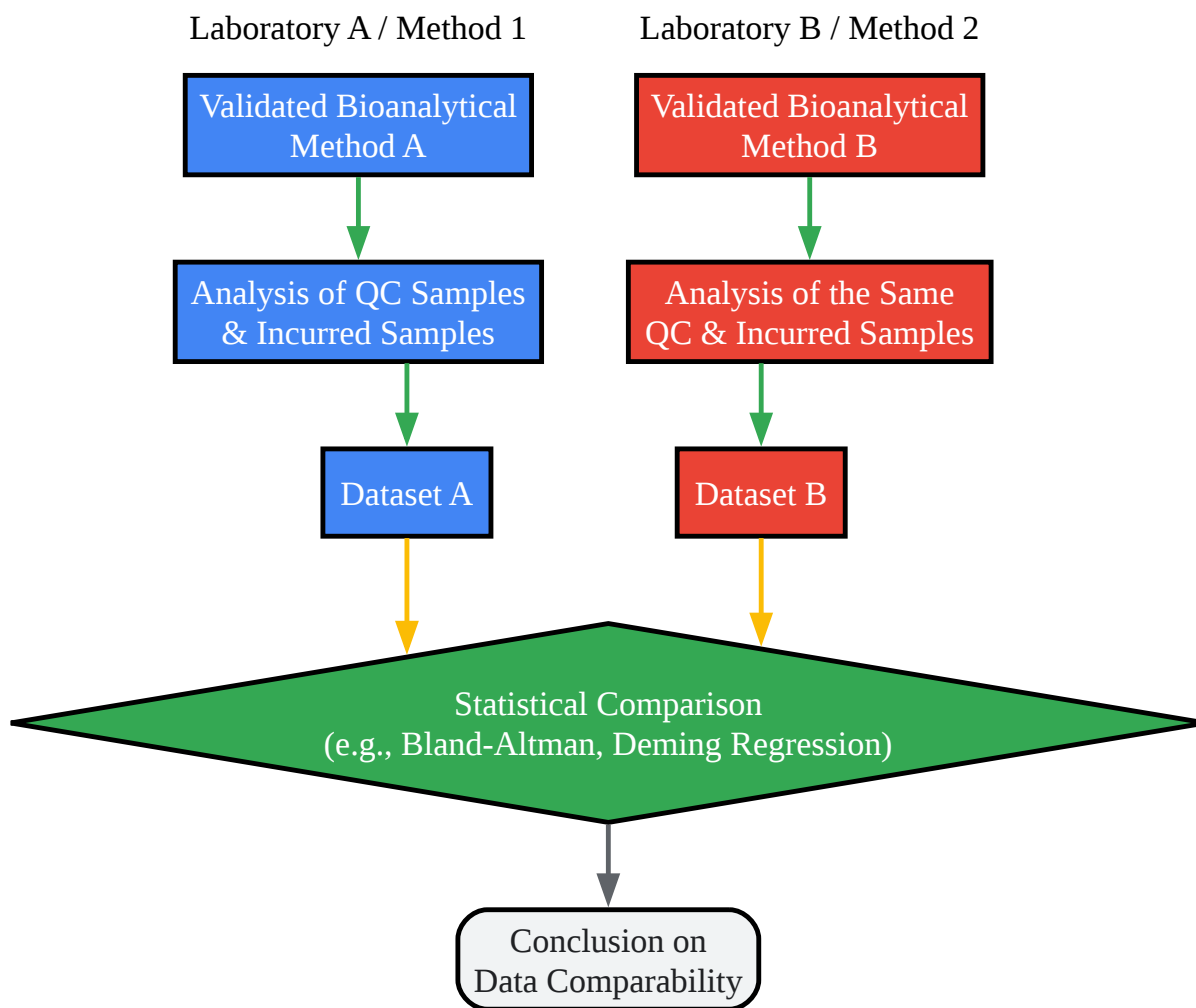 Laboratory A / Method 1
Laboratory B / Method 2
Validated Bioanalytical
Method A
Validated Bioanalytical
Method B
Analysis of QC Samples
& Incurred Samples
Analysis of the Same
QC & Incurred Samples
Dataset A
Dataset B
Statistical Comparison
(e.g., Bland-Altman, Deming Regression)
Conclusion on
Data Comparability